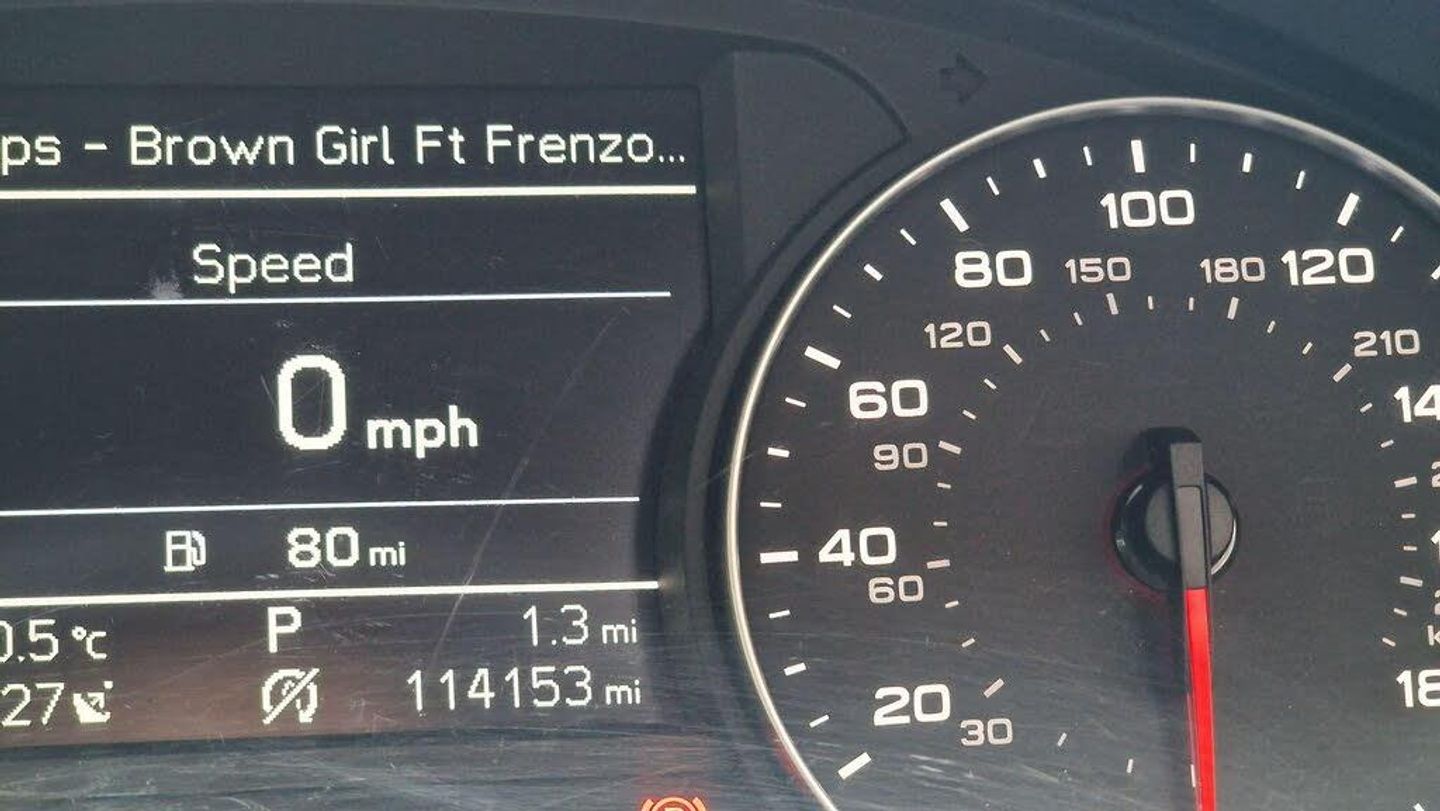 ps - Brown Girl Ft Frenzo...
Speed
0 mph
80 mi
0.5 °C P 1.3 mi
27 114153 mi
100
80 150 180 120
120 210
60
90
40
60
20
30